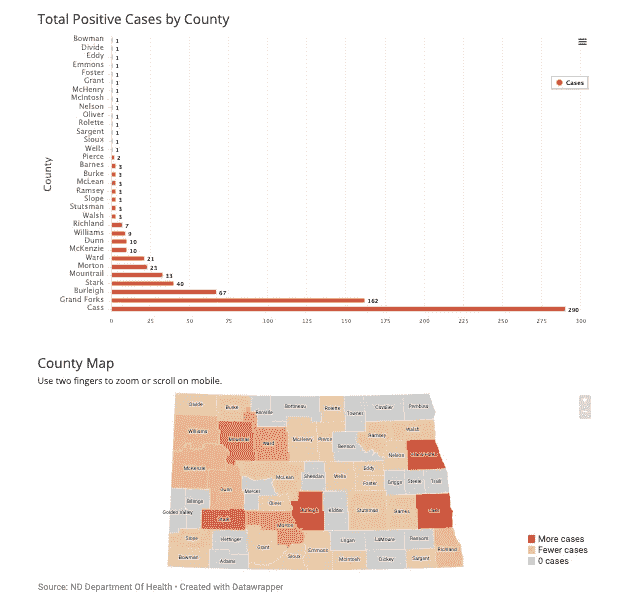 Total Positive Cases by County
Bowman 1
Divide 1
Eddy 1
Emmons 1
Foster 1
Grant 1
McHenry 1
McIntosh 1
Nelson 1
Oliver 1
Rolette 1
Sargent 1
Sioux 1
Wells 1
Pierce 2
Barnes 3
Burke 3
McLean 3
Ramsey 3
Slope 3
Stutsman 3
Walsh 3
Richland 7
Williams 9
Dunn 10
McKenzie 10
Ward 21
Morton 23
Mountrail 33
Stark 40
Burleigh 67
Grand Forks 162
Cass 290
County
Cases
0 25 50 75 100 125 150 175 200 225 250 275 300
County Map
Use two fingers to zoom or scroll on mobile.
Divide Burke Renville Bottineau Rolette Towner Cavalier Pembina
Williams Mountrail Ward McHenry Pierce Benson Ramsey Walsh
Nelson Grand Forks
McKenzie Dunn Mercer McLean Sheridan Wells Eddy Foster Griggs Steele Traill
Billings Golden Valley Stark Oliver Morton Burleigh Kidder Stutsman Barnes Cass
Slope Hettinger Grant Sioux Emmons Logan LaMoure Ransom Richland
Bowman Adams McIntosh Dickey Sargent
More cases
Fewer cases
0 cases
Source: ND Department Of Health • Created with Datawrapper